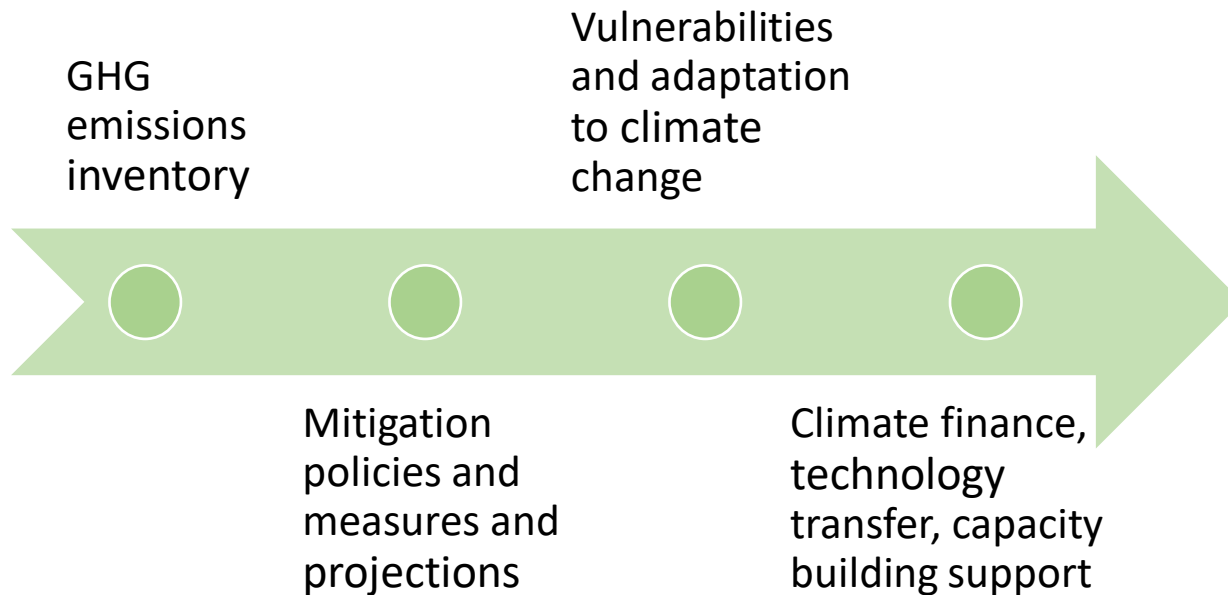 GHG
emissions
inventory
Mitigation
policies and
measures and
projections
Vulnerabilities
and adaptation
to climate
change
Climate finance,
technology
transfer, capacity
building support